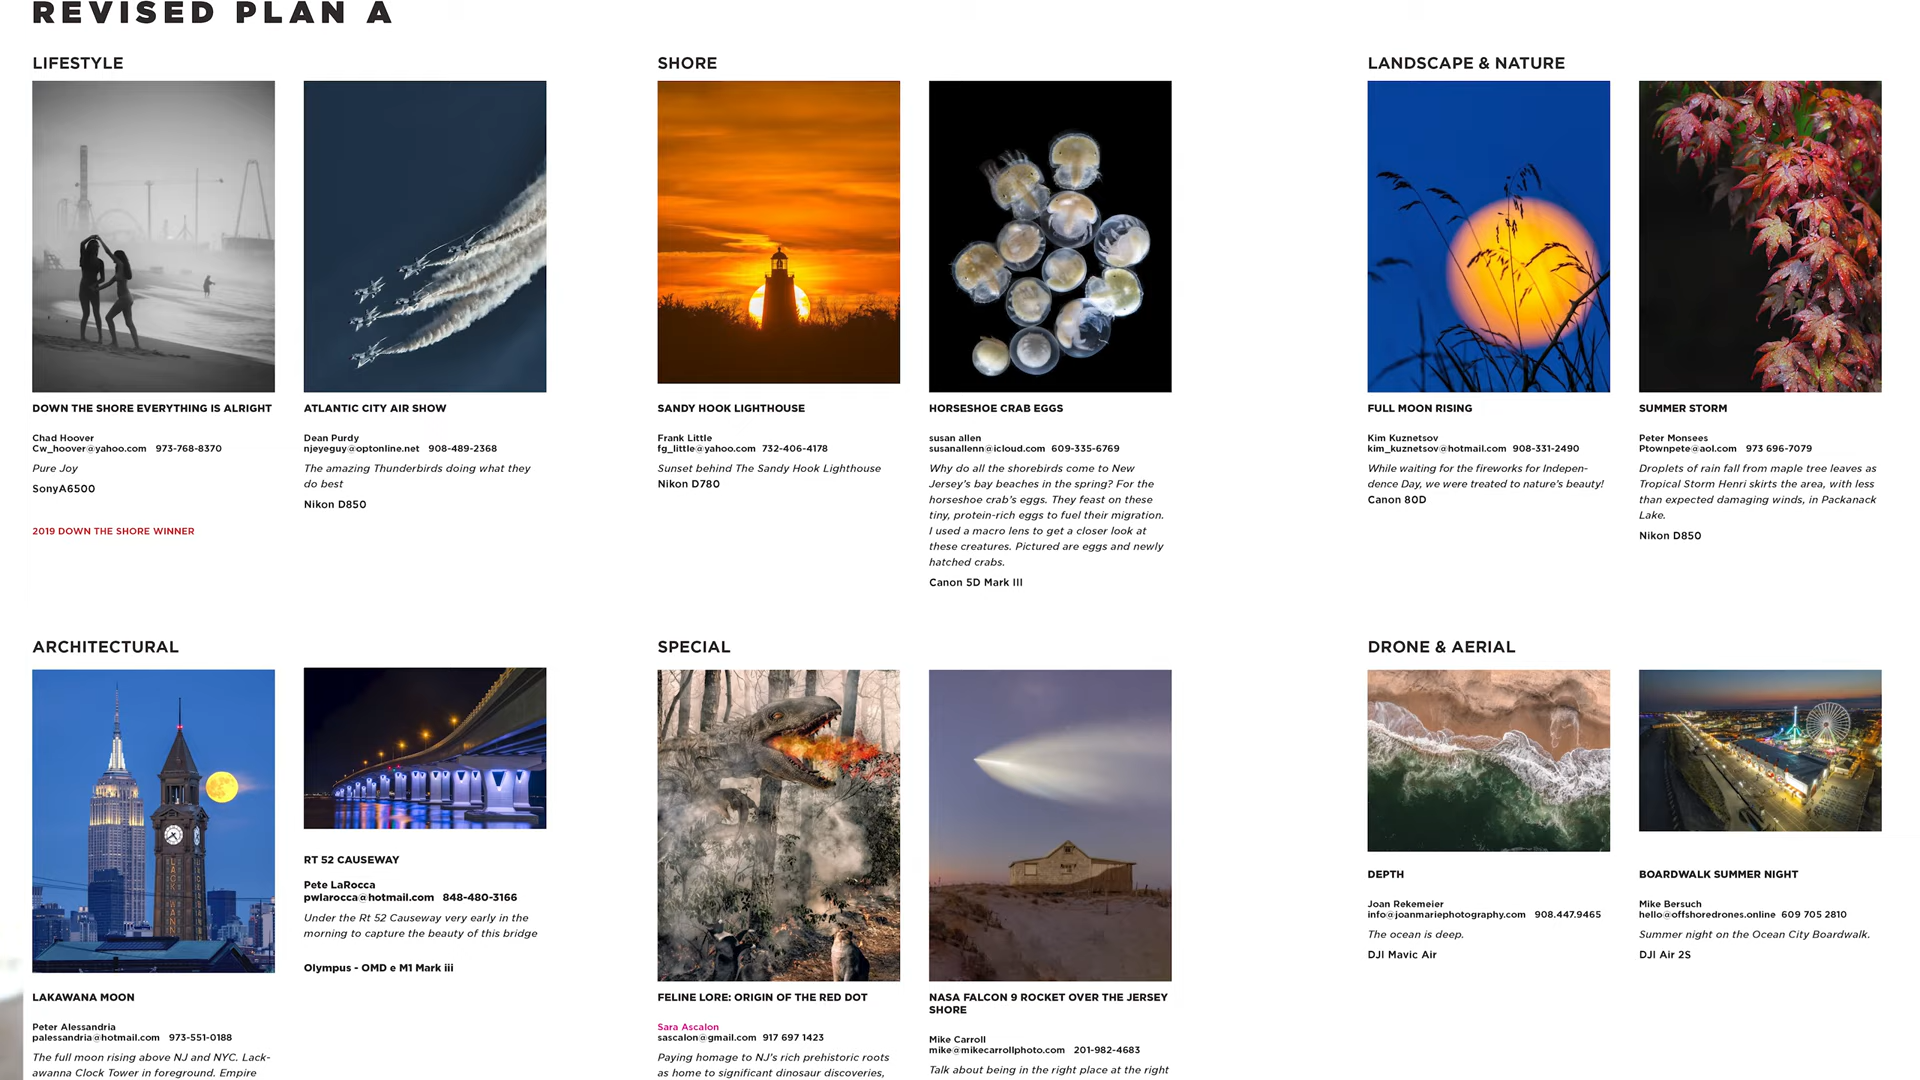 REVISED PLAN A
LIFESTYLE
DOWN THE SHORE EVERYTHING IS ALRIGHT
Chad Hoover
Cw_hoover@yahoo.com 973-768-8370
Pure Joy
SonyA6500
2019 DOWN THE SHORE WINNER
ATLANTIC CITY AIR SHOW
Dean Purdy
njeyeguy@optonline.net 908-489-2368
The amazing Thunderbirds doing what they
do best
Nikon D850
SHORE
SANDY HOOK LIGHTHOUSE
Frank Little
fg_little@yahoo.com 732-406-4178
Sunset behind The Sandy Hook Lighthouse
Nikon D780
HORSESHOE CRAB EGGS
susan allen
susanallenn@icloud.com 609-335-6769
Why do all the shorebirds come to New
Jersey's bay beaches in the spring? For the
horseshoe crab's eggs. They feast on these
tiny, protein-rich eggs to fuel their migration.
I used a macro lens to get a closer look at
these creatures. Pictured are eggs and newly
hatched crabs.
Canon 5D Mark III
LANDSCAPE & NATURE
FULL MOON RISING
Kim Kuznetsov
kim_kuznetsov@hotmail.com 908-331-2490
While waiting for the fireworks for Indepen-
dence Day, we were treated to nature's beauty!
Canon 80D
SUMMER STORM
Peter Monsees
Ptownpete@aol.com 973 696-7079
Droplets of rain fall from maple tree leaves as
Tropical Storm Henri skirts the area, with less
than expected damaging winds, in Packanack
Lake.
Nikon D850
ARCHITECTURAL
LAKAWANA MOON
Peter Alessandria
palessandria@hotmail.com 973-551-0188
The full moon rising above NJ and NYC. Lack-
awanna Clock Tower in foreground. Empire
RT 52 CAUSEWAY
Pete LaRocca
pwlarocca@hotmail.com 848-480-3166
Under the Rt 52 Causeway very early in the
morning to capture the beauty of this bridge
Olympus - OMD e M1 Mark iii
SPECIAL
FELINE LORE: ORIGIN OF THE RED DOT
Sara Ascalon
sascalon@gmail.com 917 697 1423
Paying homage to NJ's rich prehistoric roots
as home to significant dinosaur discoveries,
NASA FALCON 9 ROCKET OVER THE JERSEY
SHORE
Mike Carroll
mike@mikecarrollphoto.com 201-982-4683
Talk about being in the right place at the right
DRONE & AERIAL
DEPTH
Joan Rekemeier
info@joanmariephotography.com 908.447.9465
The ocean is deep.
DJI Mavic Air
BOARDWALK SUMMER NIGHT
Mike Bersuch
hello@offshoredrones.online 609 705 2810
Summer night on the Ocean City Boardwalk.
DJI Air 2S